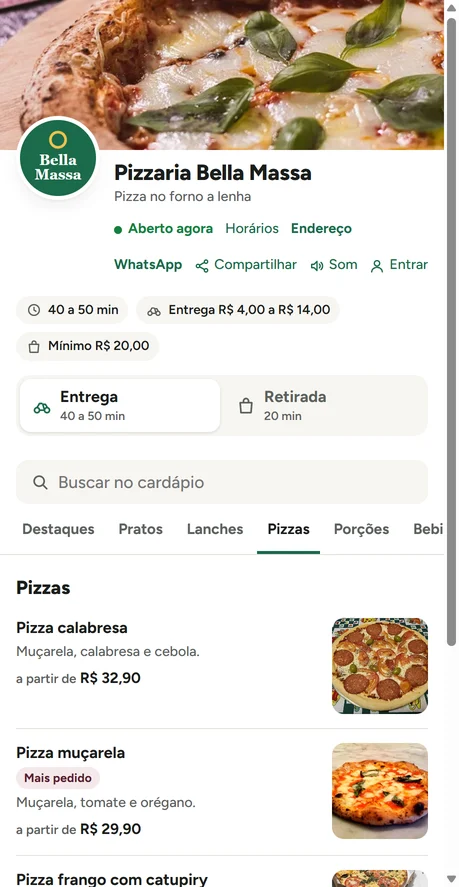 Bella
Massa
Pizzaria Bella Massa
Pizza no forno a lenha
Aberto agora Horários Endereço
WhatsApp Compartilhar Som Entrar
40 a 50 min Entrega R$ 4,00 a R$ 14,00
Mínimo R$ 20,00
Entrega
40 a 50 min
Retirada
20 min
Buscar no cardápio
Destaques Pratos Lanches Pizzas Porções Bebi
Pizzas
Pizza calabresa
Muçarela, calabresa e cebola.
a partir de R$ 32,90
Pizza muçarela
Mais pedido
Muçarela, tomate e orégano.
a partir de R$ 29,90
Pizza frango com catupiry